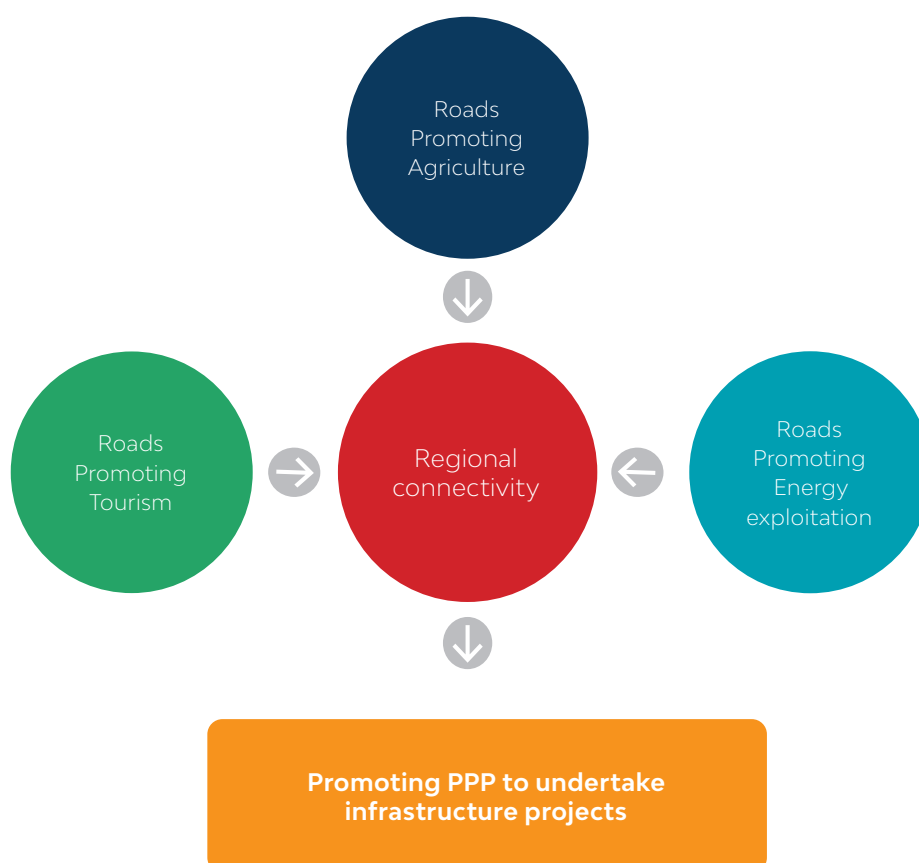 Roads
Promoting
Agriculture
Roads
Promoting
Tourism
Regional
connectivity
Roads
Promoting
Energy
exploitation
Promoting PPP to undertake
infrastructure projects